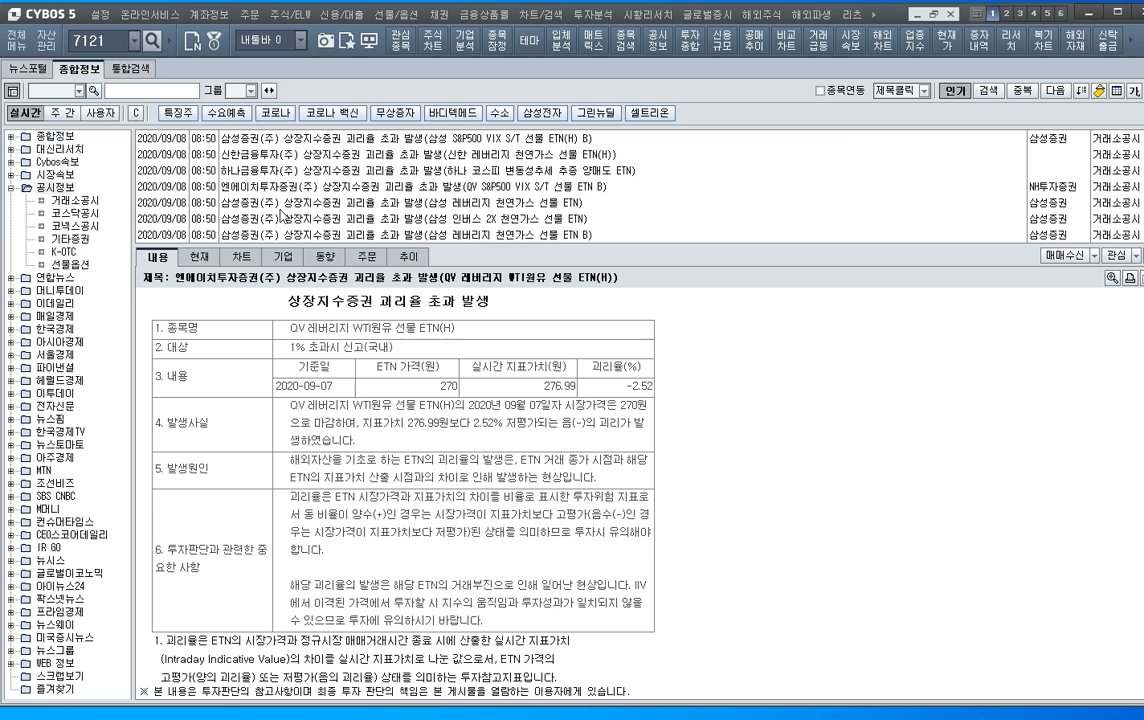 CYBOS 5 설정 온라인서비스 계좌정보 주문 주식/ELW 신용/대출 선물/옵션 채권 금융상품몰 차트/검색 투자분석 시황리서치 글로벌증시 해외주식 해외파생 리츠 1 2 3 4 5 6
전체메뉴 자산관리 7121 내툴바 0 관심종목 주식차트 기업분석 종목잠정 테마 입체분석 매트릭스 종목검색 공시정보 투자종합 신용규모 공매추이 비교차트 거래급등 시장속보 해외차트 업종지수 현재가 증자내역 리서치 복기차트 해외자재 신탁출금
뉴스포털 종합정보 통합검색
그룹 종목연동 제목클릭 인기 검색 중복 다음
실시간 주간 사용자 C 특징주 수요예측 코로나 코로나 백신 무상증자 바디텍메드 수소 삼성전자 그린뉴딜 셀트리온
종합정보
대신리서치
Cybos속보
시장속보
공시정보
거래소공시
코스닥공시
코넥스공시
기타증권
K-OTC
선물옵션
연합뉴스
머니투데이
이데일리
매일경제
한국경제
아시아경제
서울경제
파이낸셜
헤럴드경제
이투데이
전자신문
뉴스핌
한국경제TV
뉴스토마토
아주경제
MTN
조선비즈
SBS CNBC
M머니
컨슈머타임스
CEO스코어데일리
IR GO
뉴시스
글로벌이코노믹
아이뉴스24
팍스넷뉴스
프라임경제
뉴스웨이
미국증시뉴스
뉴스그룹
WEB 정보
스크랩보기
즐겨찾기
2020/09/08 08:50 삼성증권(주) 상장지수증권 괴리율 초과 발생(삼성 S&P500 VIX S/T 선물 ETN(H) B) 삼성증권 거래소공시
2020/09/08 08:50 신한금융투자(주) 상장지수증권 괴리율 초과 발생(신한 레버리지 천연가스 선물 ETN(H)) 거래소공시
2020/09/08 08:50 하나금융투자(주) 상장지수증권 괴리율 초과 발생(하나 코스피 변동성추세 추종 양매도 ETN) 거래소공시
2020/09/08 08:50 엔에이치투자증권(주) 상장지수증권 괴리율 초과 발생(QV S&P500 VIX S/T 선물 ETN B) NH투자증권 거래소공시
2020/09/08 08:50 삼성증권(주) 상장지수증권 괴리율 초과 발생(삼성 레버리지 천연가스 선물 ETN) 삼성증권 거래소공시
2020/09/08 08:50 삼성증권(주) 상장지수증권 괴리율 초과 발생(삼성 인버스 2X 천연가스 선물 ETN) 삼성증권 거래소공시
2020/09/08 08:50 삼성증권(주) 상장지수증권 괴리율 초과 발생(삼성 레버리지 천연가스 선물 ETN B) 삼성증권 거래소공시
내용 현재 차트 기업 동향 주문 추이 매매수신 관심
제목: 엔에이치투자증권(주) 상장지수증권 괴리율 초과 발생(QV 레버리지 WTI원유 선물 ETN(H))
상장지수증권 괴리율 초과 발생
1. 종목명 QV 레버리지 WTI원유 선물 ETN(H)
2. 대상 1% 초과시 신고(국내)
3. 내용 기준일 ETN 가격(원) 실시간 지표가치(원) 괴리율(%)
2020-09-07 270 276.99 -2.52
4. 발생사실 QV 레버리지 WTI원유 선물 ETN(H)의 2020년 09월 07일자 시장가격은 270원
으로 마감하여, 지표가치 276.99원보다 2.52% 저평가되는 음(-)의 괴리가 발
생하였습니다.
5. 발생원인 해외자산을 기초로 하는 ETN의 괴리율의 발생은, ETN 거래 종가 시점과 해당
ETN의 지표가치 산출 시점과의 차이로 인해 발생하는 현상입니다.
6. 투자판단과 관련한 중요한 사항 괴리율은 ETN 시장가격과 지표가치의 차이를 비율로 표시한 투자위험 지표로
서 동 비율이 양수(+)인 경우는 시장가격이 지표가치보다 고평가(음수(-)인 경
우는 시장가격이 지표가치보다 저평가)된 상태를 의미하므로 투자시 유의해야
합니다.
해당 괴리율의 발생은 해당 ETN의 거래부진으로 인해 일어난 현상입니다. IIV
에서 이격된 가격에서 투자할 시 지수의 움직임과 투자성과가 일치되지 않을
수 있으므로 투자에 유의하시기 바랍니다.
1. 괴리율은 ETN의 시장가격과 정규시장 매매거래시간 종료 시에 산출한 실시간 지표가치
(Intraday Indicative Value)의 차이를 실시간 지표가치로 나눈 값으로서, ETN 가격의
고평가(양의 괴리율) 또는 저평가(음의 괴리율) 상태를 의미하는 투자참고지표입니다.
※ 본 내용은 투자판단의 참고사항이며 최종 투자 판단의 책임은 본 게시물을 열람하는 이용자에게 있습니다.